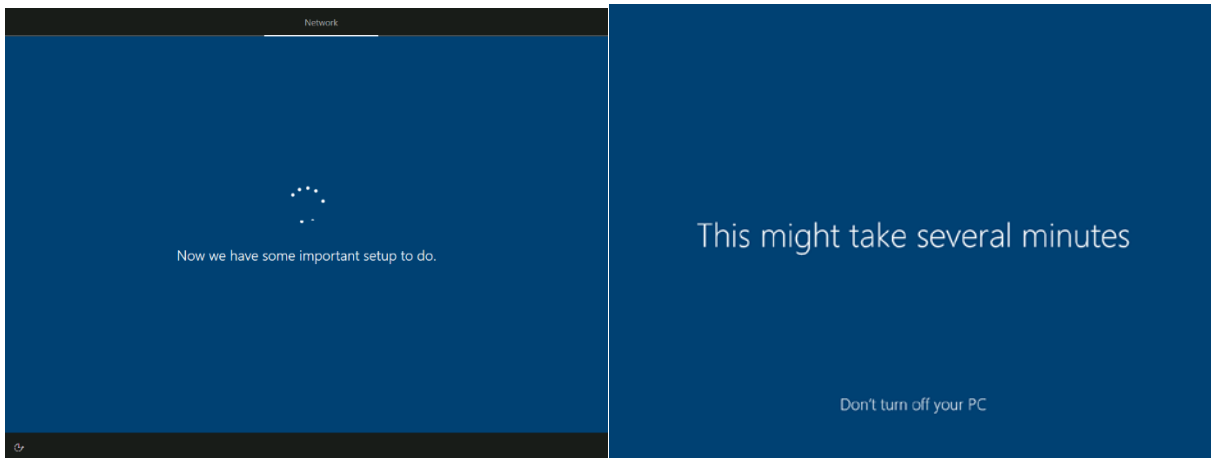 Network
Now we have some important setup to do.
This might take several minutes
Don't turn off your PC